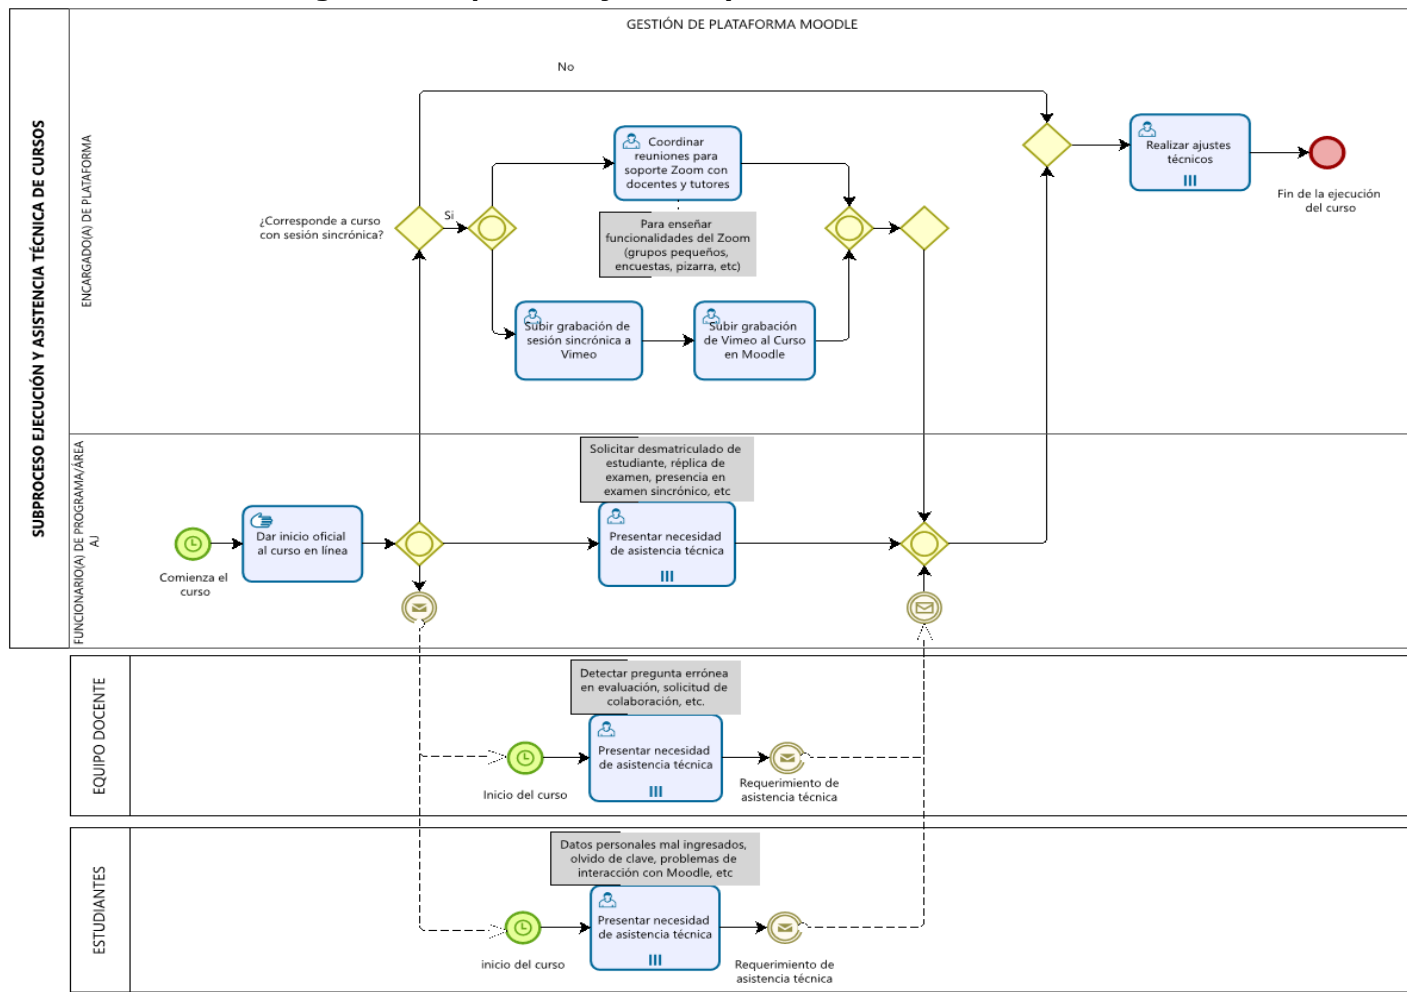 GESTIÓN DE PLATAFORMA MOODLE
SUBPROCESO EJECUCIÓN Y ASISTENCIA TÉCNICA DE CURSOS
ENCARGADO(A) DE PLATAFORMA
No
¿Corresponde a curso
con sesión sincrónica?
Si
Coordinar
reuniones para
soporte Zoom con
docentes y tutores
Para enseñar
funcionalidades del Zoom
(grupos pequeños,
encuestas, pizarra, etc)
Subir grabación de
sesión sincrónica a
Vimeo
Subir grabación
de Vimeo al Curso
en Moodle
Realizar ajustes
técnicos
Fin de la ejecución
del curso
FUNCIONARIO(A) DE PROGRAMA/ÁREA
AJ
Comienza el
curso
Dar inicio oficial
al curso en línea
Solicitar desmatriculado de
estudiante, réplica de
examen, presencia en
examen sincrónico, etc
Presentar necesidad
de asistencia técnica
EQUIPO DOCENTE
Detectar pregunta errónea
en evaluación, solicitud de
colaboración, etc.
Inicio del curso
Presentar necesidad
de asistencia técnica
Requerimiento de
asistencia técnica
ESTUDIANTES
Datos personales mal ingresados,
olvido de clave, problemas de
interacción con Moodle, etc
inicio del curso
Presentar necesidad
de asistencia técnica
Requerimiento de
asistencia técnica